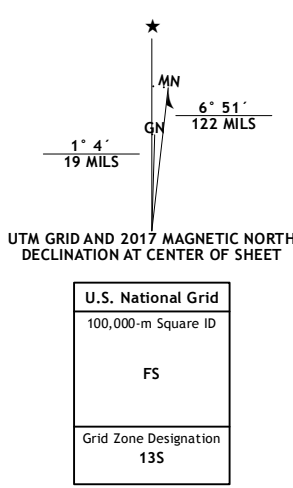 ★
MN
6° 51´
122 MILS
GN
1° 4´
19 MILS
UTM GRID AND 2017 MAGNETIC NORTH
DECLINATION AT CENTER OF SHEET
U.S. National Grid
100,000-m Square ID
FS
Grid Zone Designation
13S